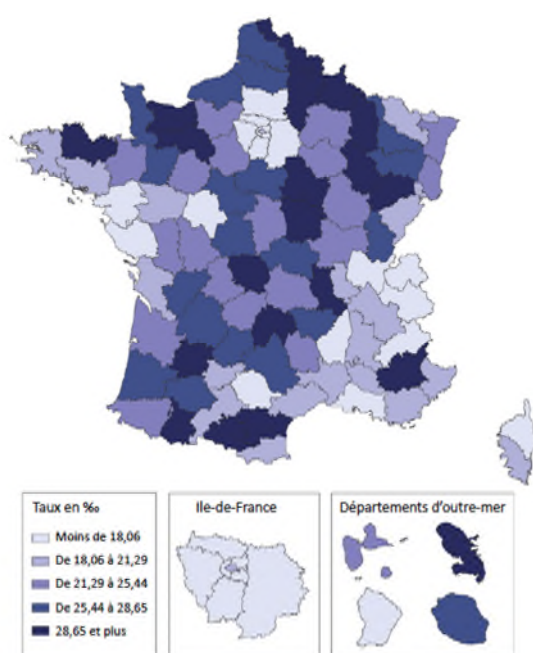 Taux en ‰
Moins de 18,06
De 18,06 à 21,29
De 21,29 à 25,44
De 25,44 à 28,65
28,65 et plus
Ile-de-France
Départements d'outre-mer